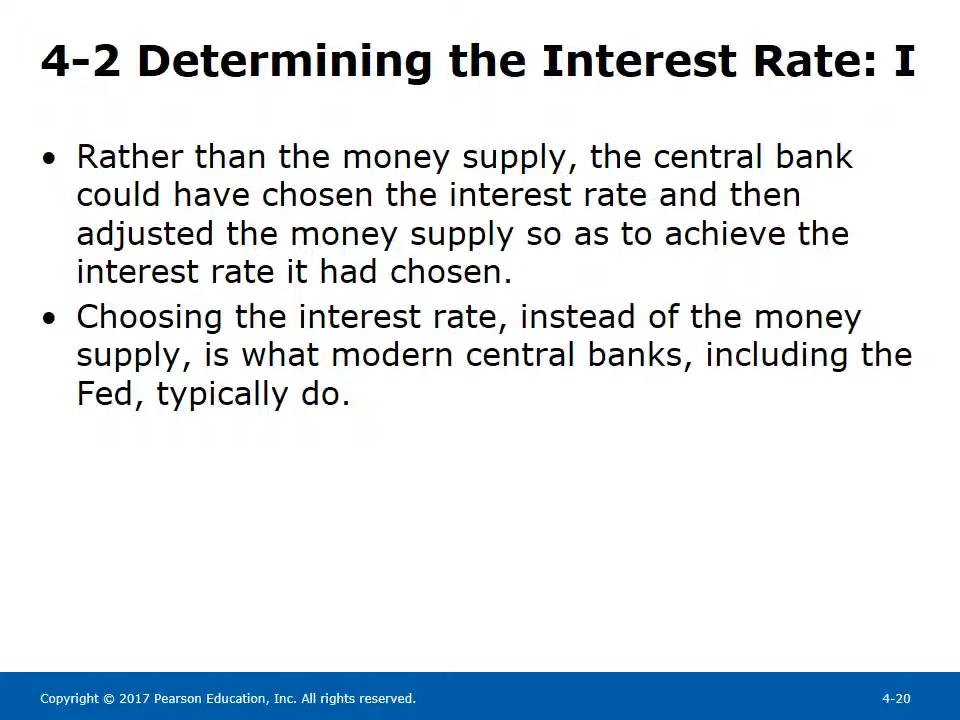 4-2 Determining the Interest Rate: I
• Rather than the money supply, the central bank
could have chosen the interest rate and then
adjusted the money supply so as to achieve the
interest rate it had chosen.
• Choosing the interest rate, instead of the money
supply, is what modern central banks, including the
Fed, typically do.
Copyright © 2017 Pearson Education, Inc. All rights reserved.
4-20